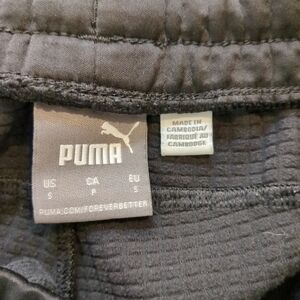 PUMA
US CA EU
S P S
PUMA.COM/FOREVERBETTER
MADE IN
CAMBODIA/
FABRIQUÉ AU
CAMBODGE